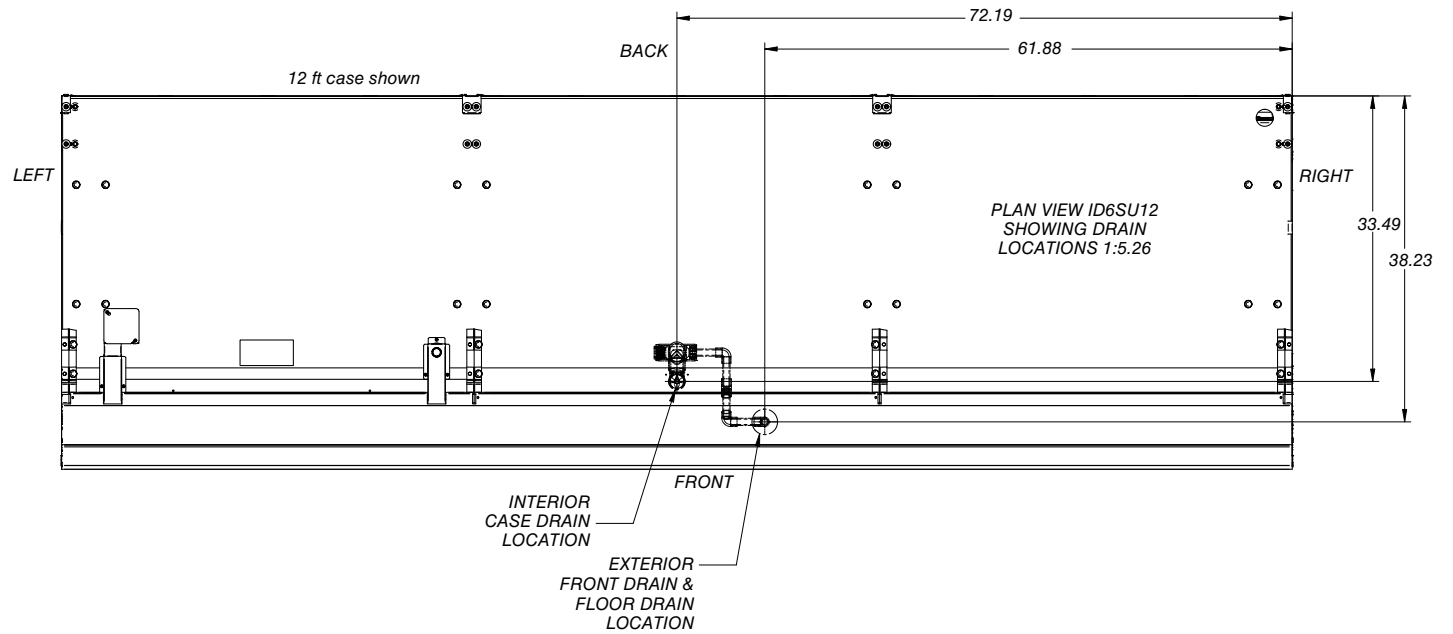 72.19
BACK
61.88
12 ft case shown
LEFT
RIGHT
PLAN VIEW ID6SU12
SHOWING DRAIN
LOCATIONS 1:5.26
33.49
38.23
FRONT
INTERIOR
CASE DRAIN
LOCATION
EXTERIOR
FRONT DRAIN &
FLOOR DRAIN
LOCATION